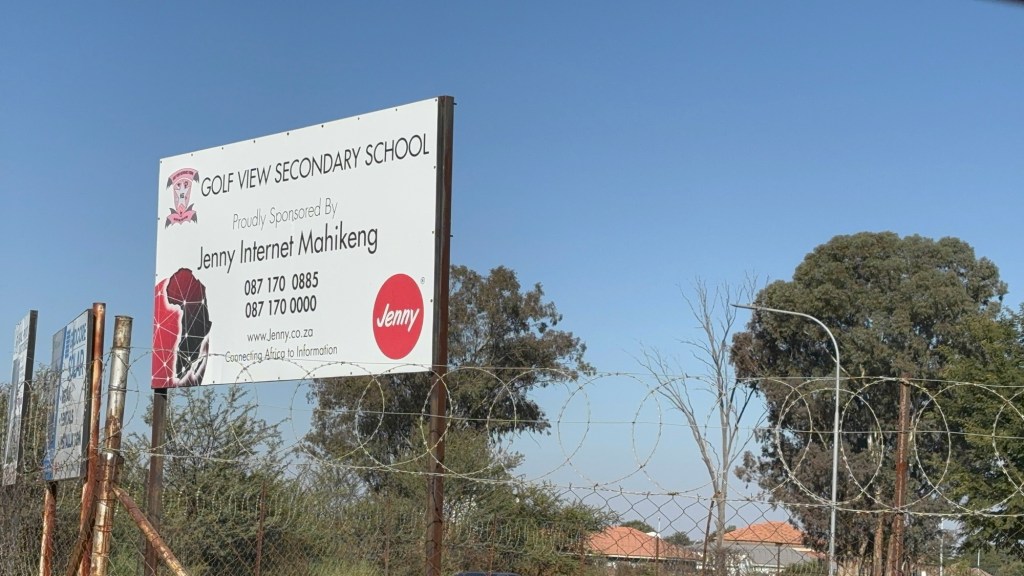 GOLF VIEW SECONDARY SCHOOL
Proudly Sponsored By
Jenny Internet Mahikeng
087 170 0885
087 170 0000
www.Jenny.co.za
Connecting Africa to Information
Jenny
®